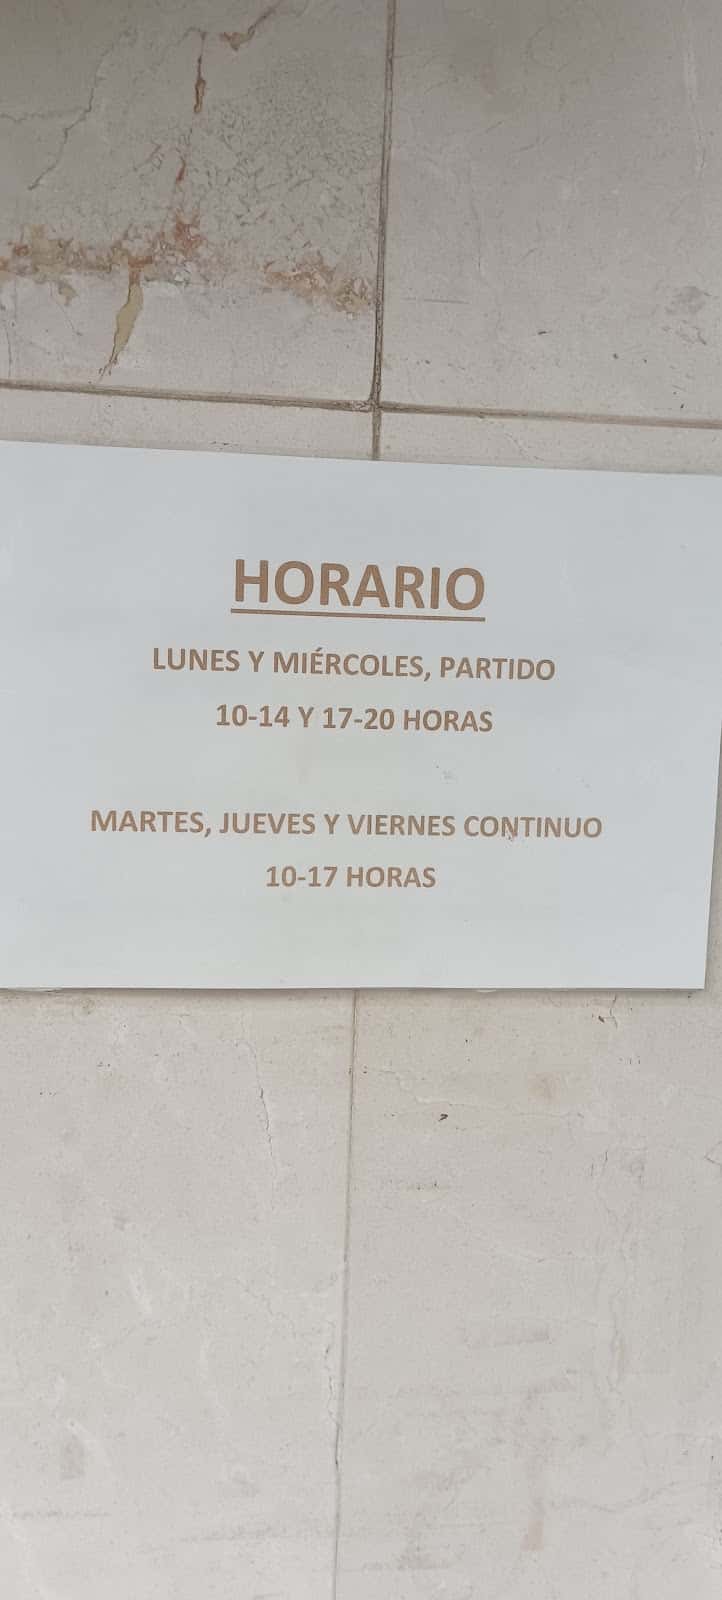 HORARIO
LUNES Y MIÉRCOLES, PARTIDO
10-14 Y 17-20 HORAS
MARTES, JUEVES Y VIERNES CONTINUO
10-17 HORAS